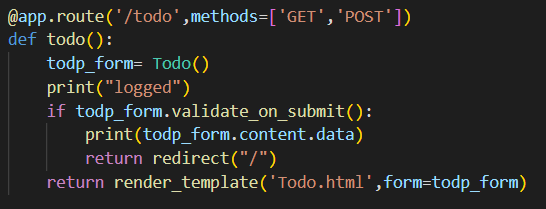 @app.route('/todo',methods=['GET','POST'])
def todo():
    todp_form= Todo()
    print("logged")
    if todp_form.validate_on_submit():
        print(todp_form.content.data)
        return redirect("/")
    return render_template('Todo.html',form=todp_form)